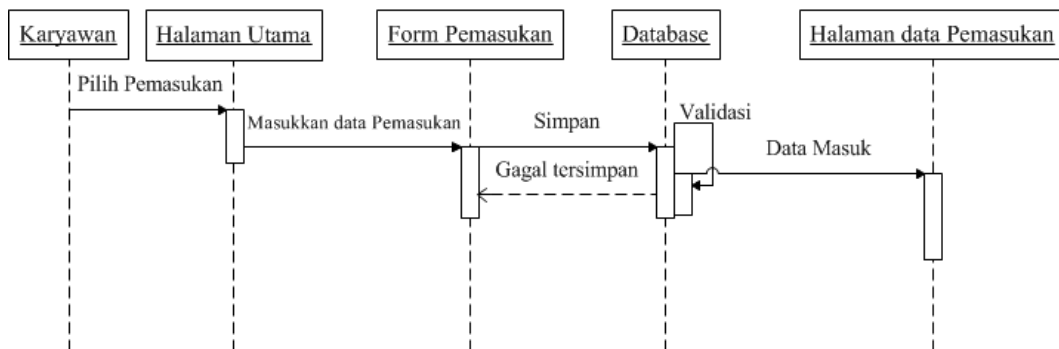 Karyawan
Halaman Utama
Form Pemasukan
Database
Halaman data Pemasukan
Pilih Pemasukan
Masukkan data Pemasukan
Simpan
Validasi
Data Masuk
Gagal tersimpan